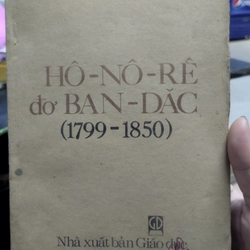 HÔ-NÔ-RÊ
đơ BAN-DẮC
(1799-1850)
Nhà xuất bản Giáo dục